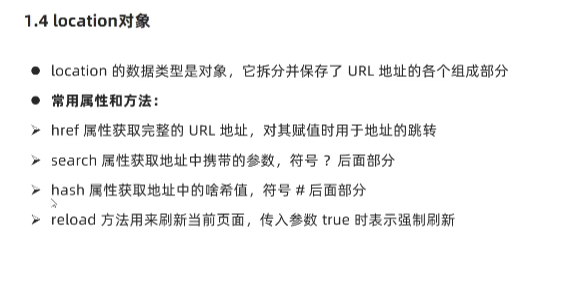 1.4 location对象
● location 的数据类型是对象，它拆分并保存了 URL 地址的各个组成部分
● 常用属性和方法：
➢ href 属性获取完整的 URL 地址，对其赋值时用于地址的跳转
➢ search 属性获取地址中携带的参数，符号 ？后面部分
➢ hash 属性获取地址中的啥希值，符号 # 后面部分
➢ reload 方法用来刷新当前页面，传入参数 true 时表示强制刷新